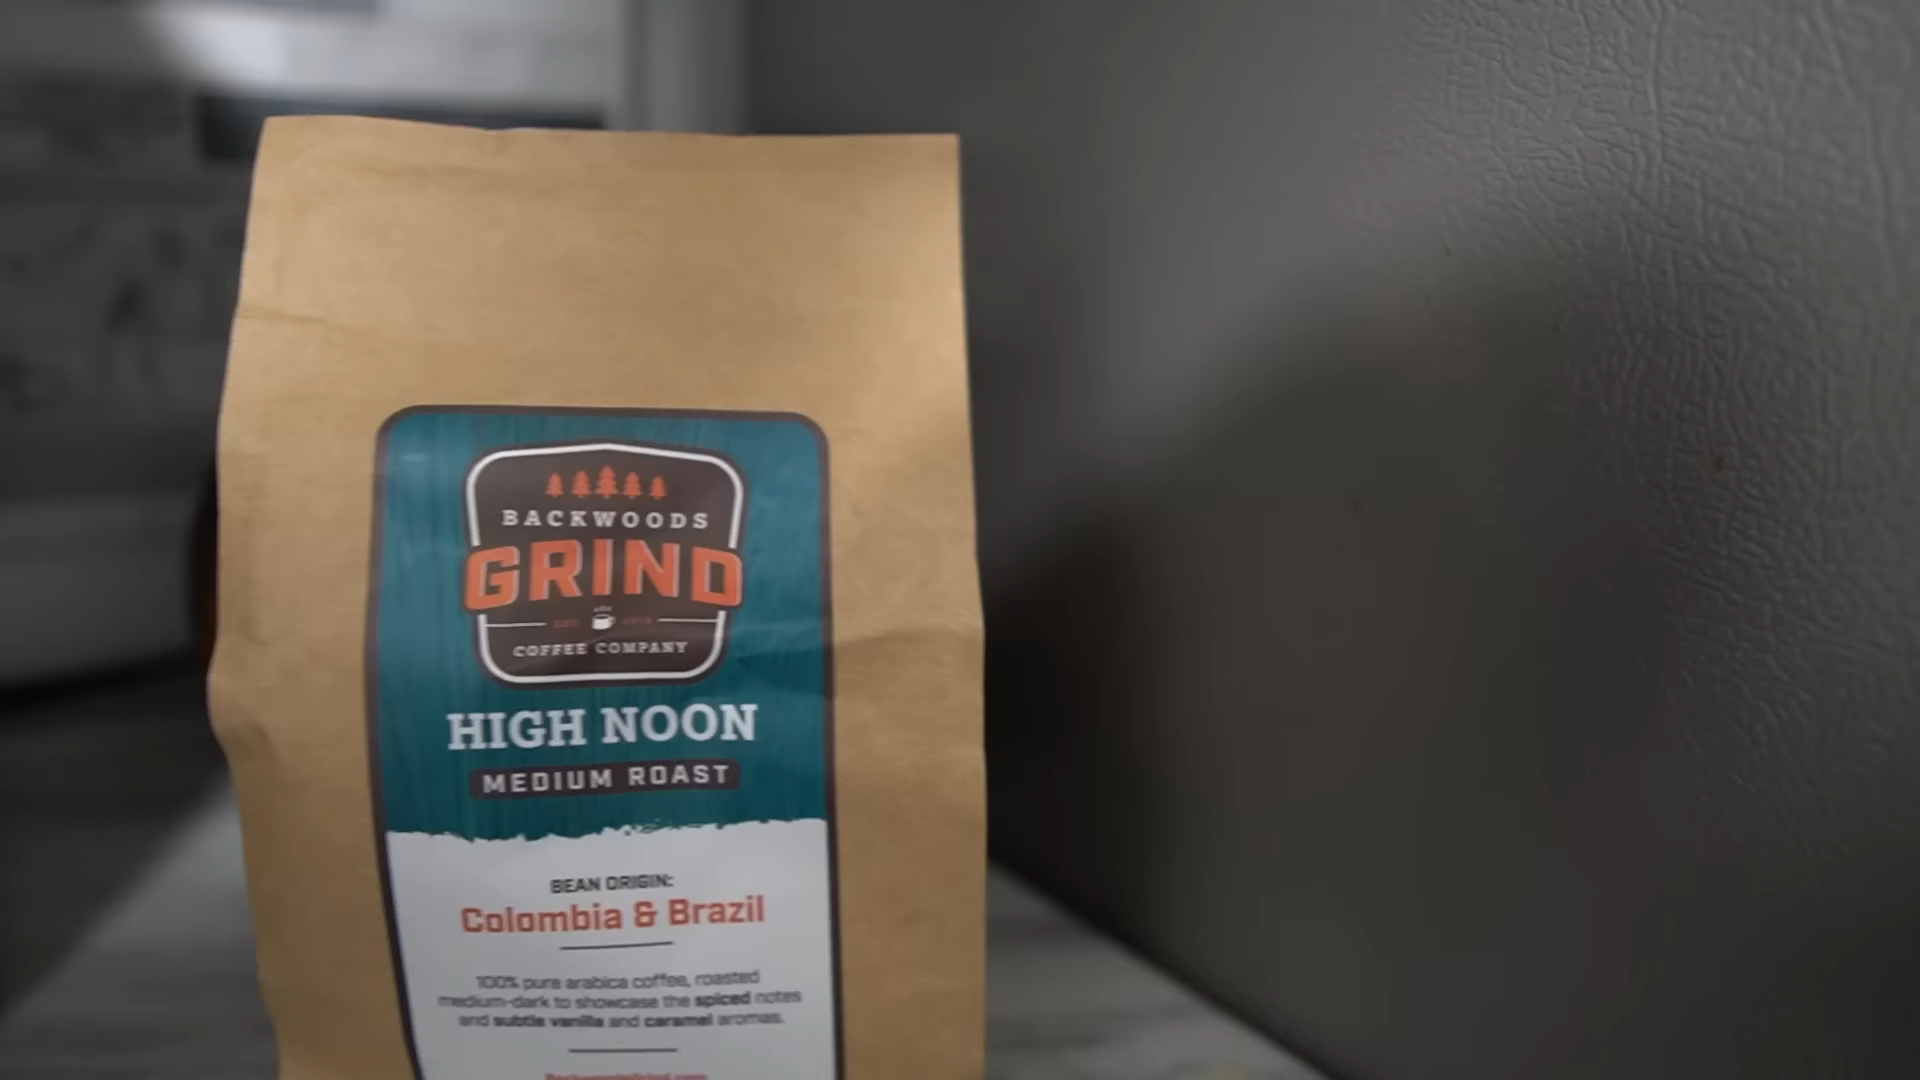 BACKWOODS
GRIND
COFFEE COMPANY
HIGH NOON
MEDIUM ROAST
BEAN ORIGIN:
Colombia & Brazil
100% pure arabica coffee, roasted
medium-dark to showcase the spiced notes
and subtle vanilla and caramel aromas.